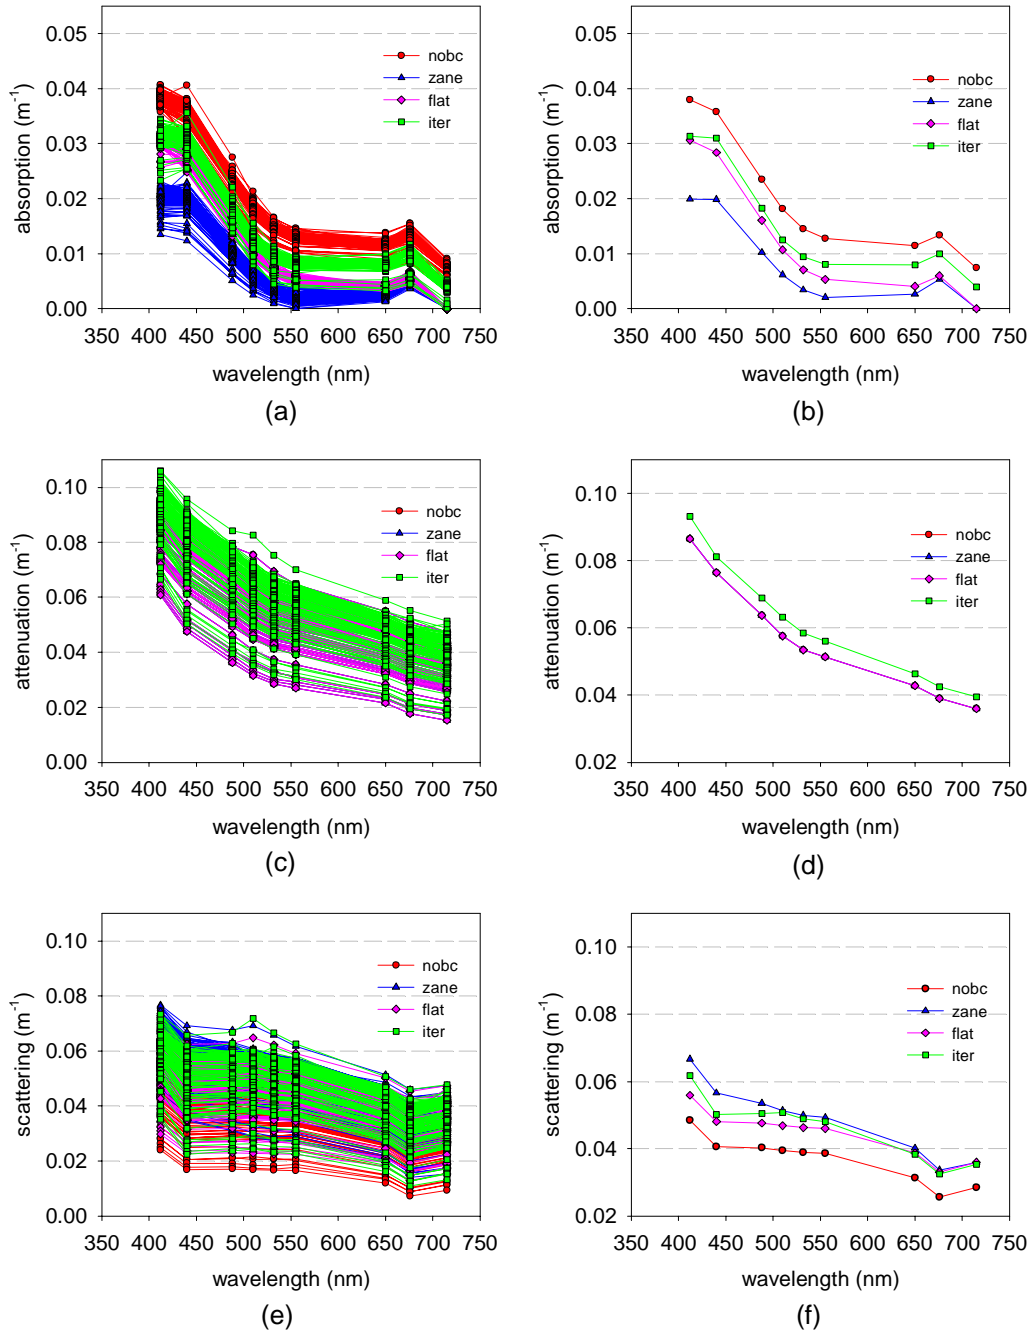 absorption (m⁻¹)
0.05
0.04
0.03
0.02
0.01
0.00
nobc
zane
flat
iter
350 400 450 500 550 600 650 700 750
wavelength (nm)
(a)
absorption (m⁻¹)
0.05
0.04
0.03
0.02
0.01
0.00
nobc
zane
flat
iter
350 400 450 500 550 600 650 700 750
wavelength (nm)
(b)
attenuation (m⁻¹)
0.10
0.08
0.06
0.04
0.02
0.00
nobc
zane
flat
iter
350 400 450 500 550 600 650 700 750
wavelength (nm)
(c)
attenuation (m⁻¹)
0.10
0.08
0.06
0.04
0.02
nobc
zane
flat
iter
350 400 450 500 550 600 650 700 750
wavelength (nm)
(d)
scattering (m⁻¹)
0.10
0.08
0.06
0.04
0.02
0.00
nobc
zane
flat
iter
350 400 450 500 550 600 650 700 750
wavelength (nm)
(e)
scattering (m⁻¹)
0.10
0.08
0.06
0.04
0.02
nobc
zane
flat
iter
350 400 450 500 550 600 650 700 750
wavelength (nm)
(f)